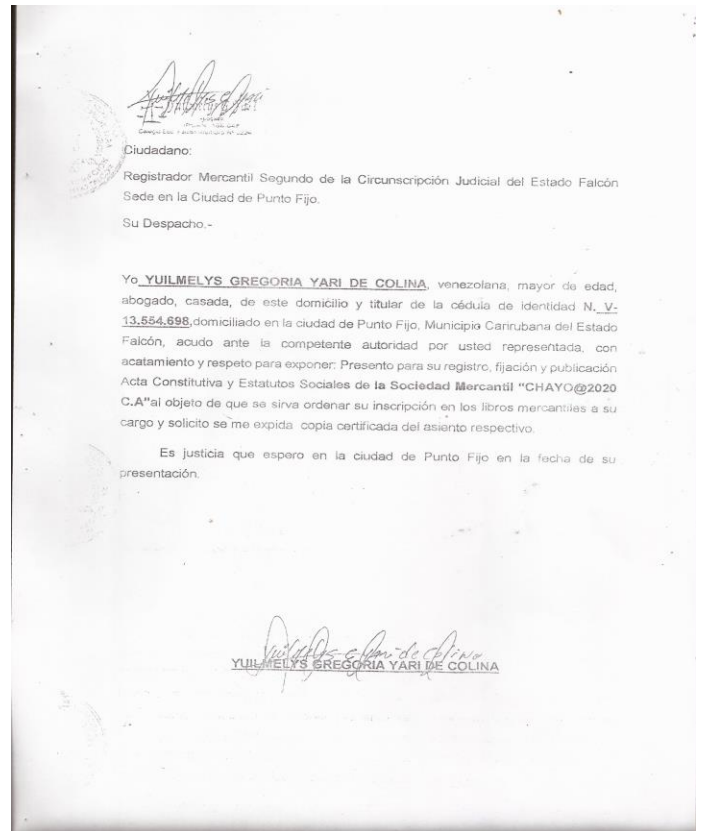 Ciudadano:
Registrador Mercantil Segundo de la Circunscripción Judicial del Estado Falcón
Sede en la Ciudad de Punto Fijo.
Su Despacho.-
Yo YUILMELYS GREGORIA YARI DE COLINA, venezolana, mayor de edad,
abogado, casada, de este domicilio y titular de la cédula de identidad N. V-
13.554.698,domiciliado en la ciudad de Punto Fijo, Municipio Carirubana del Estado
Falcón, acudo ante la competente autoridad por usted representada, con
acatamiento y respeto para exponer: Presento para su registro, fijación y publicación
Acta Constitutiva y Estatutos Sociales de la Sociedad Mercantil "CHAYO@2020
C.A"al objeto de que se sirva ordenar su inscripción en los libros mercantiles a su
cargo y solicito se me expida copia certificada del asiento respectivo.
Es justicia que espero en la ciudad de Punto Fijo en la fecha de su
presentación.
YUILMELYS GREGORIA YARI DE COLINA